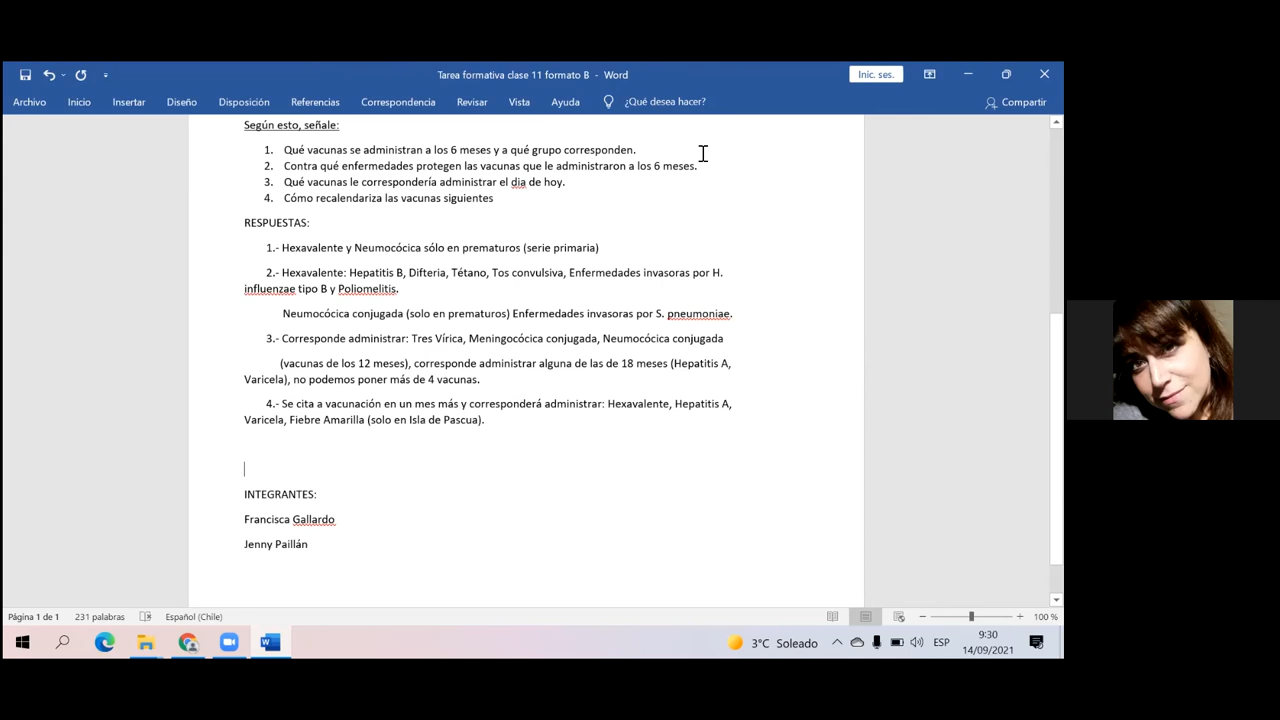 Tarea formativa clase 11 formato B - Word
Inic. ses.
Archivo Inicio Insertar Diseño Disposición Referencias Correspondencia Revisar Vista Ayuda ¿Qué desea hacer? Compartir
Según esto, señale:
1. Qué vacunas se administran a los 6 meses y a qué grupo corresponden.
2. Contra qué enfermedades protegen las vacunas que le administraron a los 6 meses.
3. Qué vacunas le correspondería administrar el dia de hoy.
4. Cómo recalendariza las vacunas siguientes
RESPUESTAS:
1.- Hexavalente y Neumocócica sólo en prematuros (serie primaria)
2.- Hexavalente: Hepatitis B, Difteria, Tétano, Tos convulsiva, Enfermedades invasoras por H.
influenzae tipo B y Poliomelitis.
Neumocócica conjugada (solo en prematuros) Enfermedades invasoras por S. pneumoniae.
3.- Corresponde administrar: Tres Vírica, Meningocócica conjugada, Neumocócica conjugada
(vacunas de los 12 meses), corresponde administrar alguna de las de 18 meses (Hepatitis A,
Varicela), no podemos poner más de 4 vacunas.
4.- Se cita a vacunación en un mes más y corresponderá administrar: Hexavalente, Hepatitis A,
Varicela, Fiebre Amarilla (solo en Isla de Pascua).
INTEGRANTES:
Francisca Gallardo
Jenny Paillán
Página 1 de 1 231 palabras Español (Chile) 100 %
3°C Soleado ESP 9:30
14/09/2021